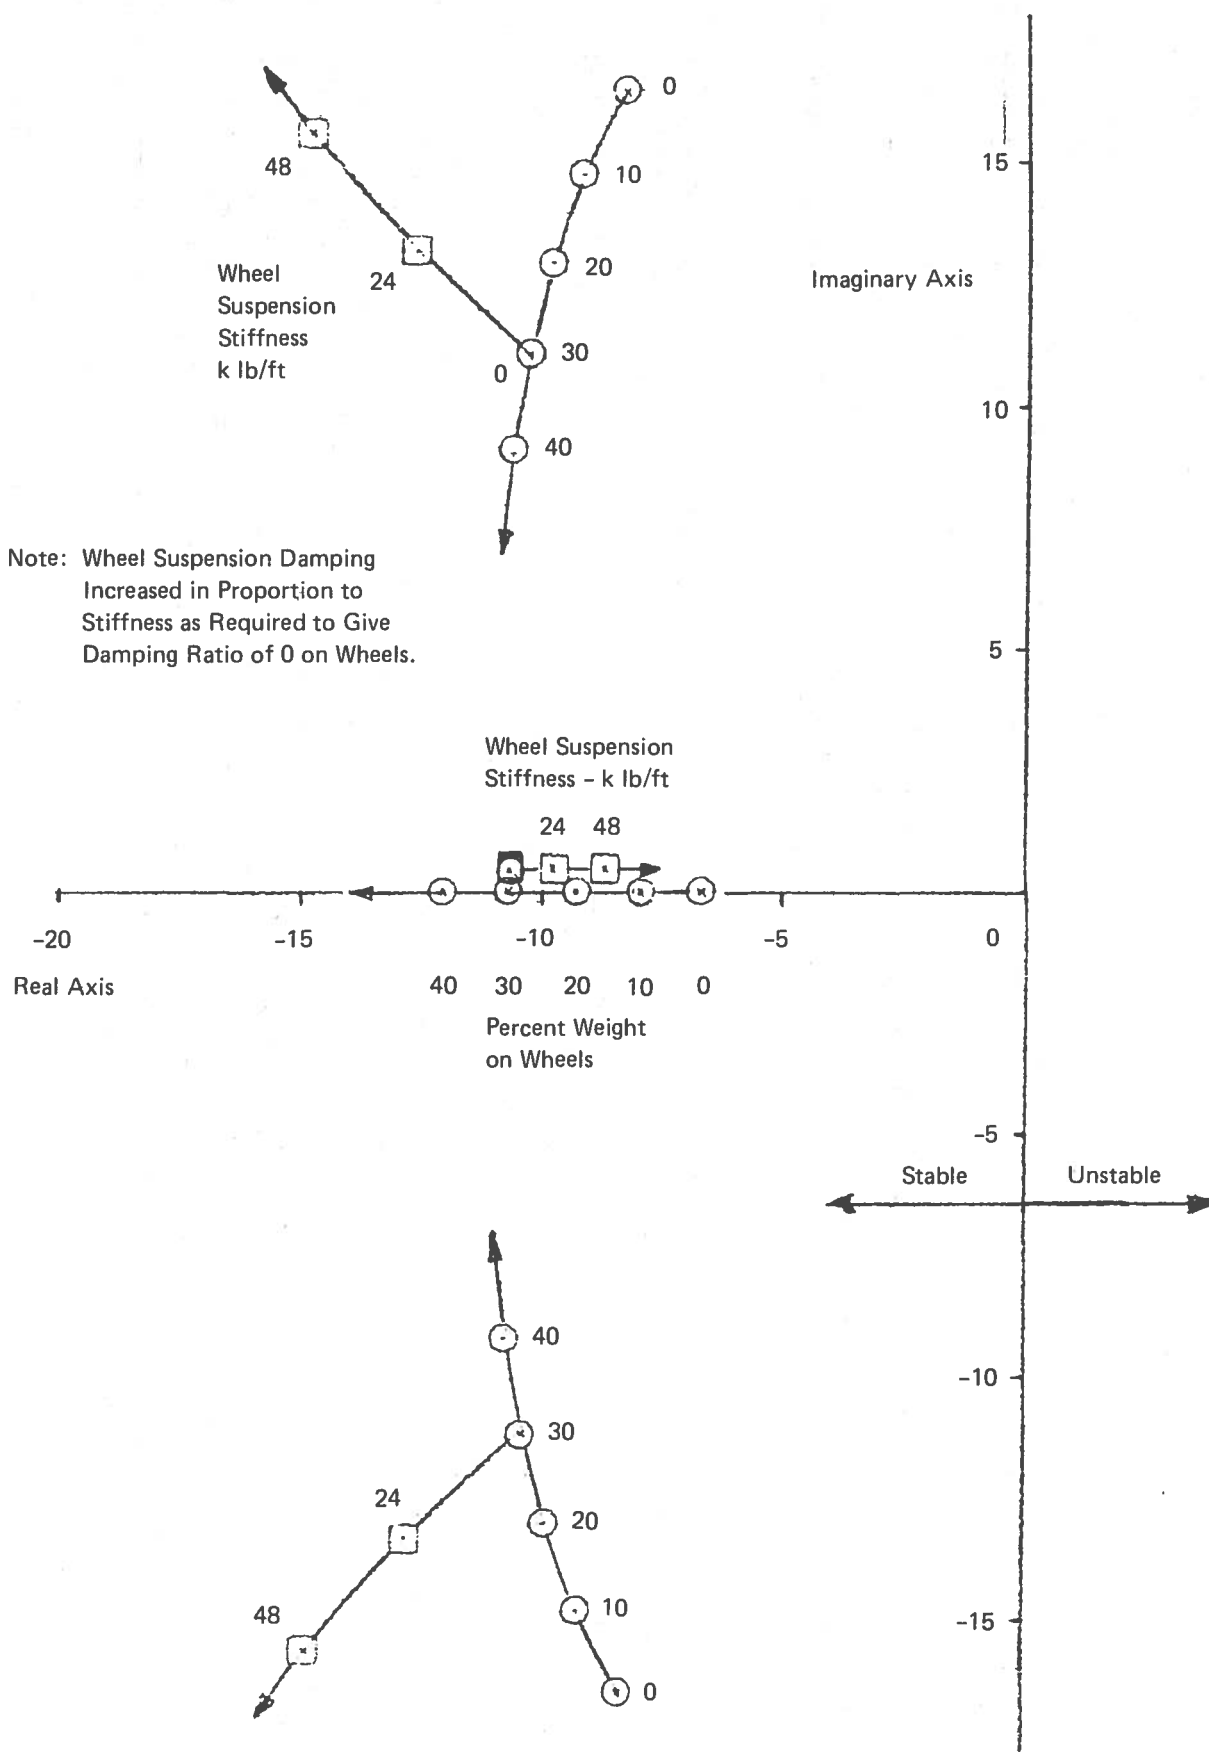 0
15
48
10
Wheel
Suspension
Stiffness
k lb/ft
24
20
Imaginary Axis
0
30
10
40
Note: Wheel Suspension Damping
Increased in Proportion to
Stiffness as Required to Give
Damping Ratio of 0 on Wheels.
5
Wheel Suspension
Stiffness – k lb/ft
24 48
–20 –15 –10 –5 0
Real Axis
40 30 20 10 0
Percent Weight
on Wheels
–5
Stable Unstable
40
–10
30
24
20
48
10
–15
0